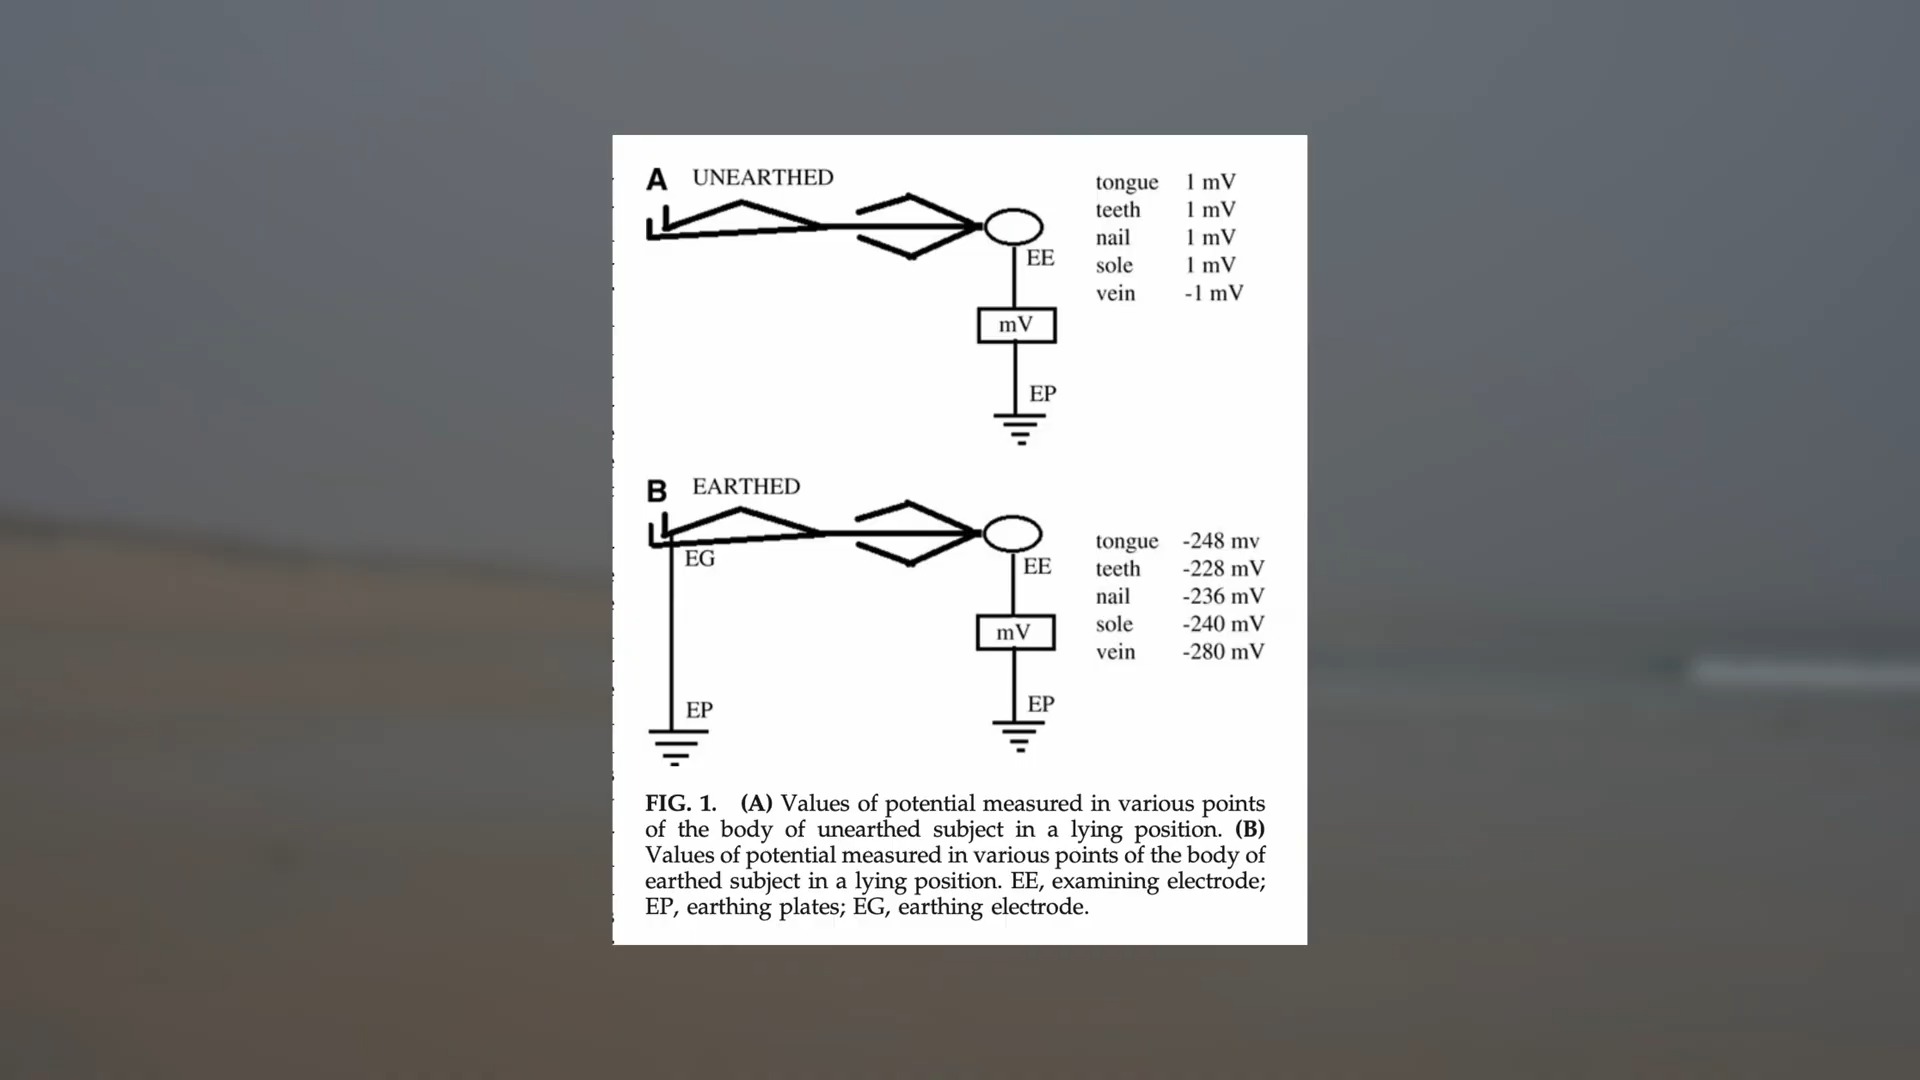 A UNEARTHED
tongue 1 mV
teeth 1 mV
nail 1 mV
sole 1 mV
vein -1 mV
EE
mV
EP
B EARTHED
EG
EE
tongue -248 mv
teeth -228 mV
nail -236 mV
sole -240 mV
vein -280 mV
mV
EP
EP
FIG. 1. (A) Values of potential measured in various points
of the body of unearthed subject in a lying position. (B)
Values of potential measured in various points of the body of
earthed subject in a lying position. EE, examining electrode;
EP, earthing plates; EG, earthing electrode.